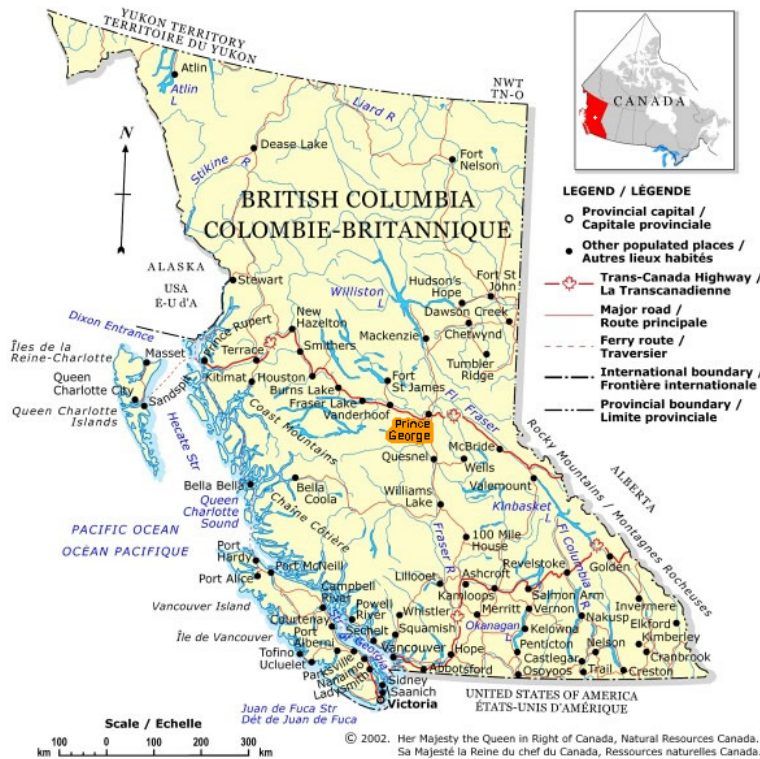 YUKON TERRITORY
TERRITOIRE DU YUKON
NWT
TN-O
Atlin
Atlin
L
Liard R
N
Dease Lake
Stikine R
Fort
Nelson
BRITISH COLUMBIA
COLOMBIE-BRITANNIQUE
ALASKA
USA
E-U d'A
Stewart
Williston
L
Hudson's
Hope
Fort St
John
Dawson Creek
Chetwynd
Mackenzie
Tumbler
Ridge
Dixon Entrance
Prince Rupert
New
Hazelton
Smithers
Terrace
Îles de la
Reine-Charlotte
Masset
Queen
Charlotte City
Sandspit
Queen Charlotte
Islands
Kitimat
Houston
Burns Lake
Fraser Lake
Vanderhoof
Fort
St James
Fl Fraser
Prince
George
Hecate Str
Coast Mountains
Quesnel
McBride
Wells
Valemount
Rocky Mountains / Montagnes Rocheuses
ALBERTA
Bella Bella
Bella
Coola
Queen
Charlotte
Sound
Chaîne Côtière
Williams
Lake
Kinbasket
L
PACIFIC OCEAN
OCÉAN PACIFIQUE
Fraser R
100 Mile
House
Fl Columbia R
Port
Hardy
Port McNeill
Port Alice
Campbell
River
Lillooet
Ashcroft
Revelstoke
Golden
Kamloops
Salmon Arm
Vancouver Island
Courtenay
Powell
River
Whistler
Merritt
Vernon
Nakusp
Invermere
Elkford
Île de Vancouver
Port
Alberni
Sechelt
Squamish
Okanagan
L
Kelowna
Kimberley
Str of Georgia
Vancouver
Hope
Penticton
Nelson
Cranbrook
Tofino
Ucluelet
Parksville
Nanaimo
Ladysmith
Abbotsford
Castlegar
Osoyoos
Trail
Creston
Sidney
Saanich
Victoria
UNITED STATES OF AMERICA
ÉTATS-UNIS D'AMÉRIQUE
Juan de Fuca Str
Dét de Juan de Fuca
Scale / Echelle
100 0 100 200 300
km km
CANADA
LEGEND / LÉGENDE
Provincial capital /
Capitale provinciale
Other populated places /
Autres lieux habités
Trans-Canada Highway /
La Transcanadienne
Major road /
Route principale
Ferry route /
Traversier
International boundary /
Frontière internationale
Provincial boundary /
Limite provinciale
© 2002. Her Majesty the Queen in Right of Canada, Natural Resources Canada.
Sa Majesté la Reine du chef du Canada, Ressources naturelles Canada.